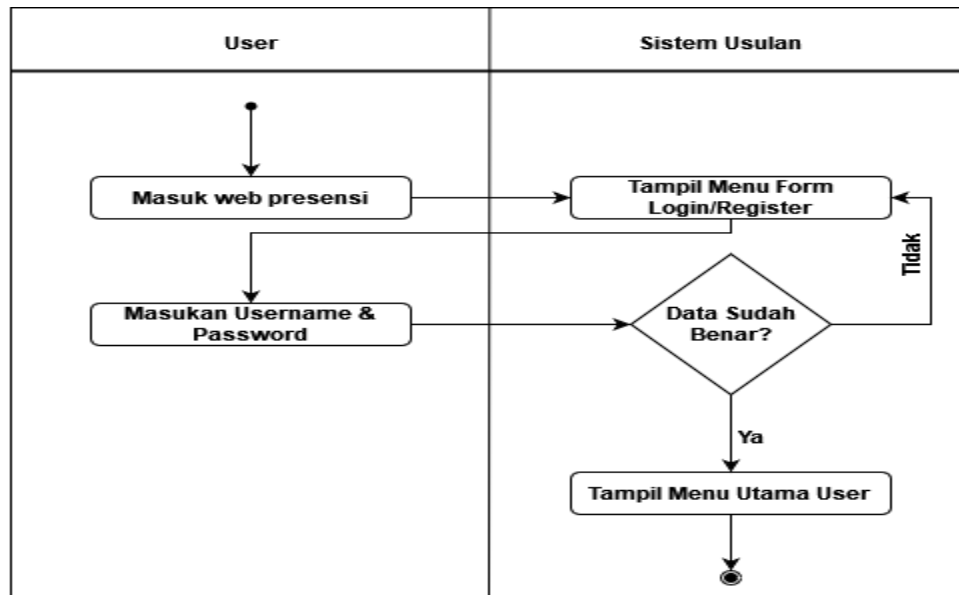 User
Sistem Usulan
Masuk web presensi
Tampil Menu Form
Login/Register
Masukan Username &
Password
Data Sudah
Benar?
Tidak
Ya
Tampil Menu Utama User